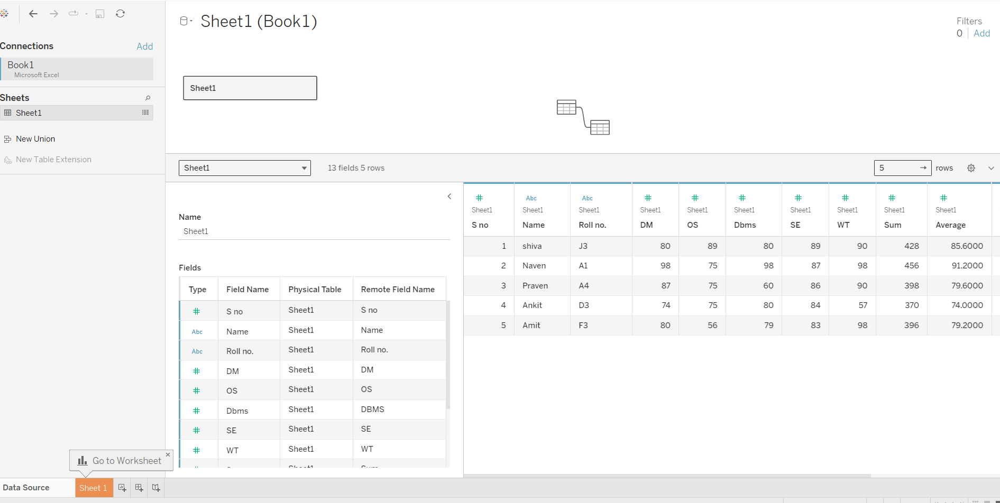 Sheet1 (Book1)
Filters
0 Add
Connections Add
Book1
Microsoft Excel
Sheets
Sheet1
New Union
New Table Extension
Sheet1
Sheet1 13 fields 5 rows 5 rows
Name
Sheet1
Fields
Type Field Name Physical Table Remote Field Name
# S no Sheet1 S no
Abc Name Sheet1 Name
Abc Roll no. Sheet1 Roll no.
# DM Sheet1 DM
# OS Sheet1 OS
# Dbms Sheet1 DBMS
# SE Sheet1 SE
# WT Sheet1 WT
# Abc Abc # # # # # # #
Sheet1 Sheet1 Sheet1 Sheet1 Sheet1 Sheet1 Sheet1 Sheet1 Sheet1 Sheet1
S no Name Roll no. DM OS Dbms SE WT Sum Average
1 shiva J3 80 89 80 89 90 428 85.6000
2 Naven A1 98 75 98 87 98 456 91.2000
3 Praven A4 87 75 60 86 90 398 79.6000
4 Ankit D3 74 75 80 84 57 370 74.0000
5 Amit F3 80 56 79 83 98 396 79.2000
Go to Worksheet
Data Source Sheet 1